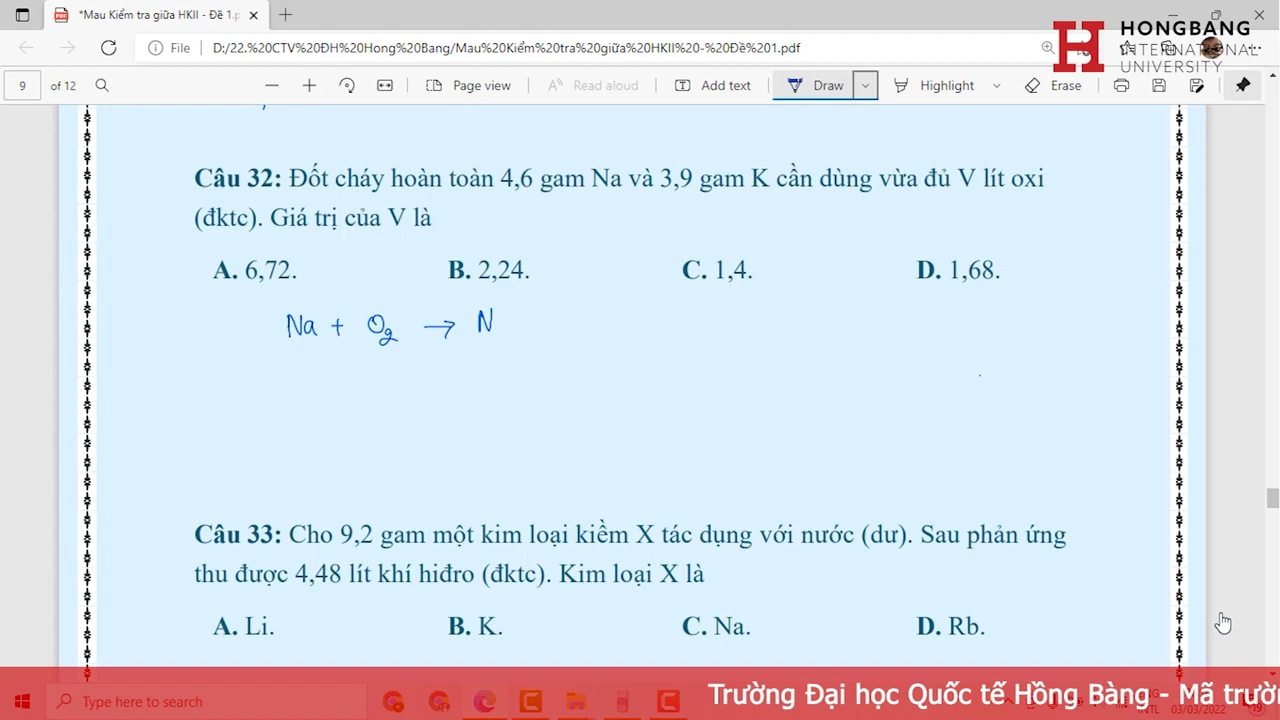 *Mau Kiểm tra giữa HKII - Đề 1.p
HONGBANG
INTERNATIONAL
UNIVERSITY
File D:/22.%20CTV%20ĐH%20Hong%20Bang/Mau%20Kiểm%20tra%20giữa%20HKII%20-%20Đề%201.pdf
9 of 12 Page view Read aloud Add text Draw Highlight Erase
Câu 32: Đốt cháy hoàn toàn 4,6 gam Na và 3,9 gam K cần dùng vừa đủ V lít oxi
(đktc). Giá trị của V là
A. 6,72. B. 2,24. C. 1,4. D. 1,68.
Na + O2 → N
Câu 33: Cho 9,2 gam một kim loại kiềm X tác dụng với nước (dư). Sau phản ứng
thu được 4,48 lít khí hiđro (đktc). Kim loại X là
A. Li. B. K. C. Na. D. Rb.
Trường Đại học Quốc tế Hồng Bàng - Mã trườ
Type here to search
INTL 03/03/2022